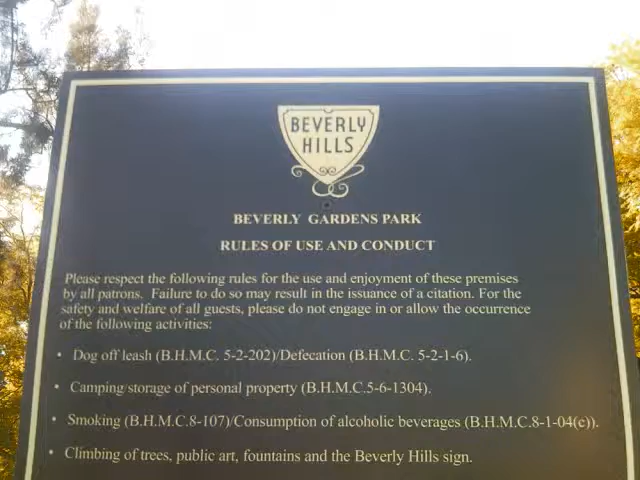 BEVERLY
HILLS
BEVERLY GARDENS PARK
RULES OF USE AND CONDUCT
Please respect the following rules for the use and enjoyment of these premises
by all patrons. Failure to do so may result in the issuance of a citation. For the
safety and welfare of all guests, please do not engage in or allow the occurrence
of the following activities:
• Dog off leash (B.H.M.C. 5-2-202)/Defecation (B.H.M.C. 5-2-1-6).
• Camping/storage of personal property (B.H.M.C.5-6-1304).
• Smoking (B.H.M.C.8-107)/Consumption of alcoholic beverages (B.H.M.C.8-1-04(e)).
• Climbing of trees, public art, fountains and the Beverly Hills sign.